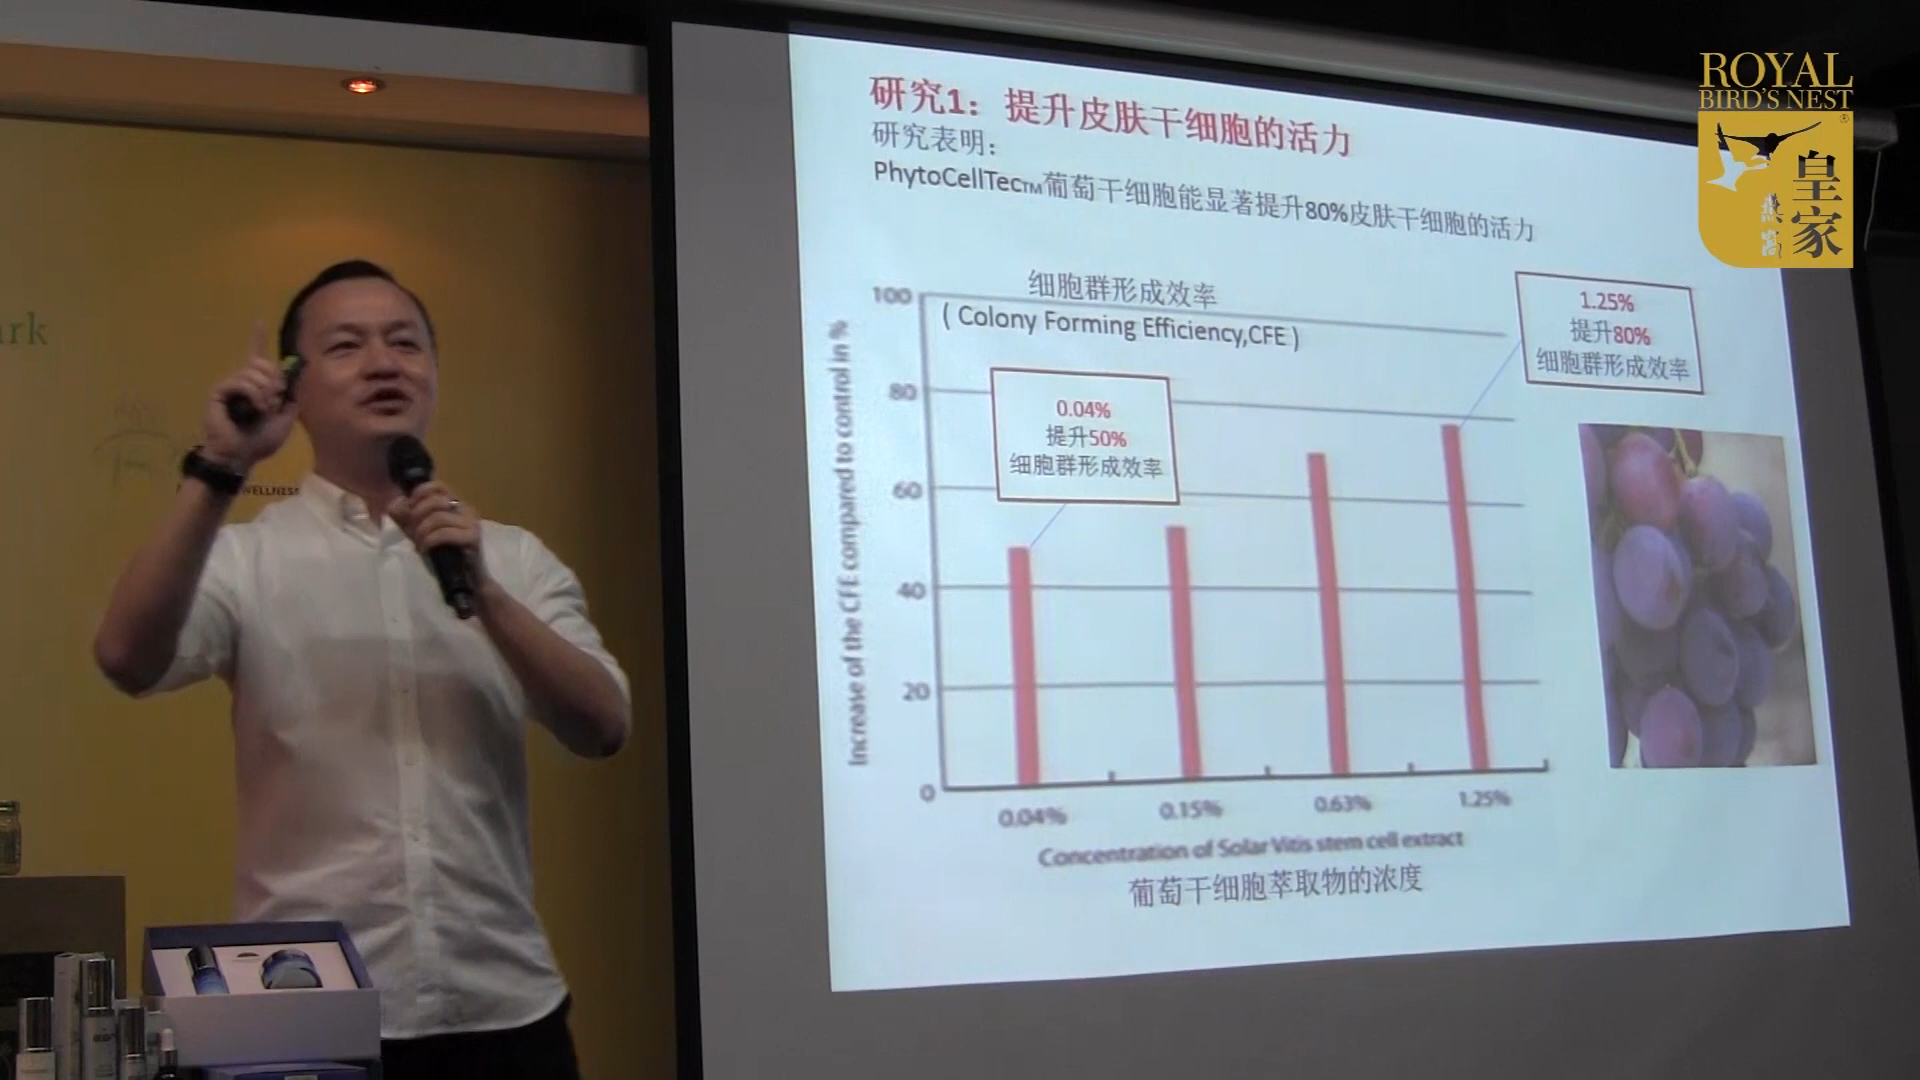 研究1：提升皮肤干细胞的活力
研究表明：
PhytoCellTec™葡萄干细胞能显著提升80%皮肤干细胞的活力
细胞群形成效率
( Colony Forming Efficiency,CFE )
Increase of the CFE compared to control in %
100
80
60
40
20
0
0.04%
提升50%
细胞群形成效率
1.25%
提升80%
细胞群形成效率
0.04%
0.15%
0.63%
1.25%
Concentration of Solar Vitis stem cell extract
葡萄干细胞萃取物的浓度
ROYAL
BIRD'S NEST
®
皇家
燕窝
ark
WELLNESS